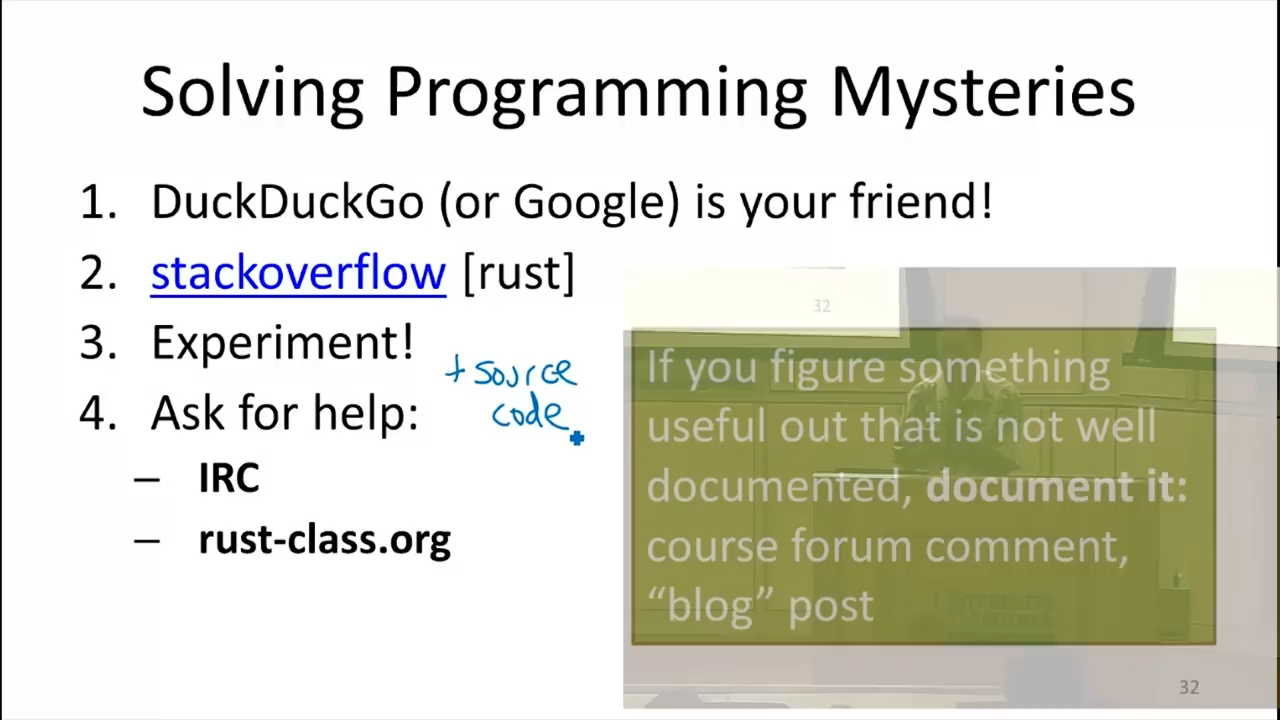 Solving Programming Mysteries
1. DuckDuckGo (or Google) is your friend!
2. stackoverflow [rust]
3. Experiment!
+ source
code
4. Ask for help:
– IRC
– rust-class.org
32
If you figure something
useful out that is not well
documented, document it:
course forum comment,
“blog” post
32